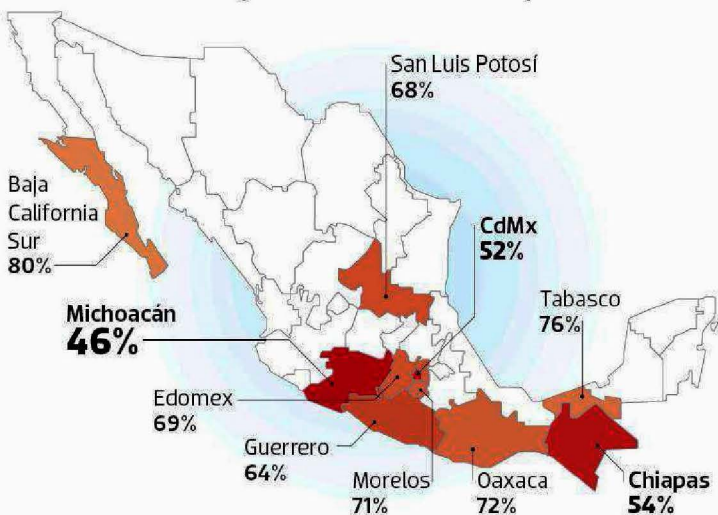 San Luis Potosí
68%
Baja
California
Sur
80%
CdMx
52%
Michoacán
46%
Tabasco
76%
Edomex
69%
Guerrero
64%
Morelos
71%
Oaxaca
72%
Chiapas
54%